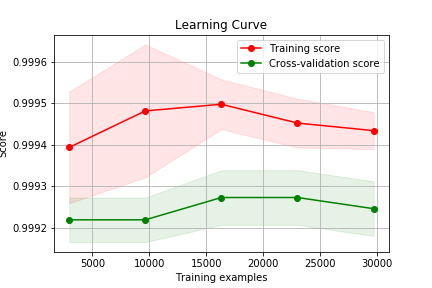 Learning Curve
Training score
Cross-validation score
0.9996
0.9995
0.9994
0.9993
0.9992
Score
5000 10000 15000 20000 25000 30000
Training examples